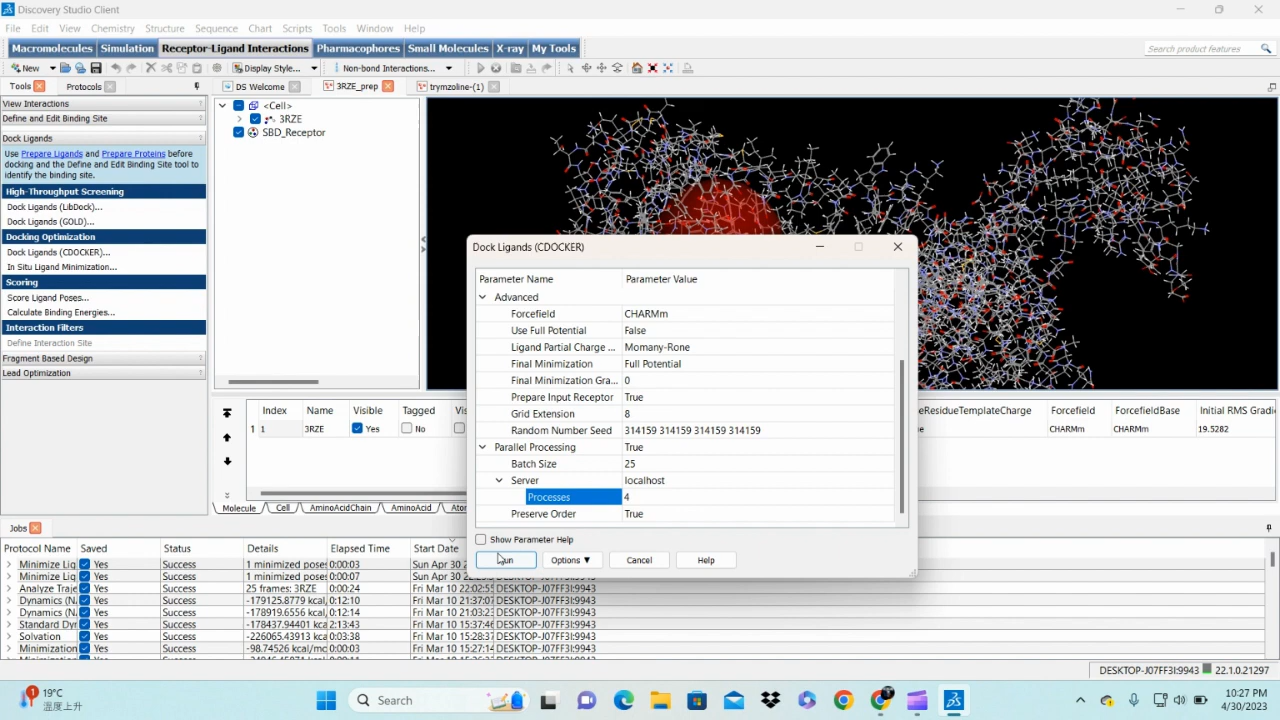 Discovery Studio Client
File Edit View Chemistry Structure Sequence Chart Scripts Tools Window Help
Macromolecules Simulation Receptor-Ligand Interactions Pharmacophores Small Molecules X-ray My Tools Search product features
New Display Style... Non-bond Interactions...
Tools Protocols DS Welcome 3RZE_prep trymzoline-(1)
View Interactions
Define and Edit Binding Site
Dock Ligands
Use Prepare Ligands and Prepare Proteins before
docking and the Define and Edit Binding Site tool to
identify the binding site.
High-Throughput Screening
Dock Ligands (LibDock)...
Dock Ligands (GOLD)...
Docking Optimization
Dock Ligands (CDOCKER)...
In Situ Ligand Minimization...
Scoring
Score Ligand Poses...
Calculate Binding Energies...
Interaction Filters
Define Interaction Site
Fragment Based Design
Lead Optimization
<Cell>
3RZE
SBD_Receptor
Dock Ligands (CDOCKER)
Parameter Name Parameter Value
Advanced
Forcefield CHARMm
Use Full Potential False
Ligand Partial Charge ... Momany-Rone
Final Minimization Full Potential
Final Minimization Gra... 0
Prepare Input Receptor True
Grid Extension 8
Random Number Seed 314159 314159 314159 314159
Parallel Processing True
Batch Size 25
Server localhost
Processes 4
Preserve Order True
Show Parameter Help
Options Cancel Help
Index Name Visible Tagged Vis
1 1 3RZE Yes No
eResidueTemplateCharge Forcefield ForcefieldBase Initial RMS Gradie
CHARMm CHARMm 19.5282
Molecule Cell AminoAcidChain AminoAcid Ator
Jobs
Protocol Name Saved Status Details Elapsed Time Start Date
Minimize Lig Yes Success 1 minimized poses 0:00:03 Sun Apr 30
Minimize Lig Yes Success 1 minimized poses 0:00:03 Sun Apr 30
Analyze Traje Yes Success 25 frames: 3RZE 0:00:24 Fri Mar 10 22:02:55 DESKTOP-J07FF3I:9943
Dynamics (N Yes Success -179125.8779 kcal/ 0:12:10 Fri Mar 10 21:37:07 DESKTOP-J07FF3I:9943
Dynamics (N Yes Success -178919.6556 kcal/ 0:12:14 Fri Mar 10 21:03:23 DESKTOP-J07FF3I:9943
Standard Dyr Yes Success -178437.94401 kcal 2:13:43 Fri Mar 10 15:37:46 DESKTOP-J07FF3I:9943
Solvation Yes Success -226065.43913 kcal 0:03:38 Fri Mar 10 15:28:37 DESKTOP-J07FF3I:9943
Minimization Yes Success -98.74526 kcal/mo 0:00:03 Fri Mar 10 15:27:14 DESKTOP-J07FF3I:9943
DESKTOP-J07FF3I:9943 22.1.0.21297
1 19°C
温度上升
Search
10:27 PM
4/30/2023